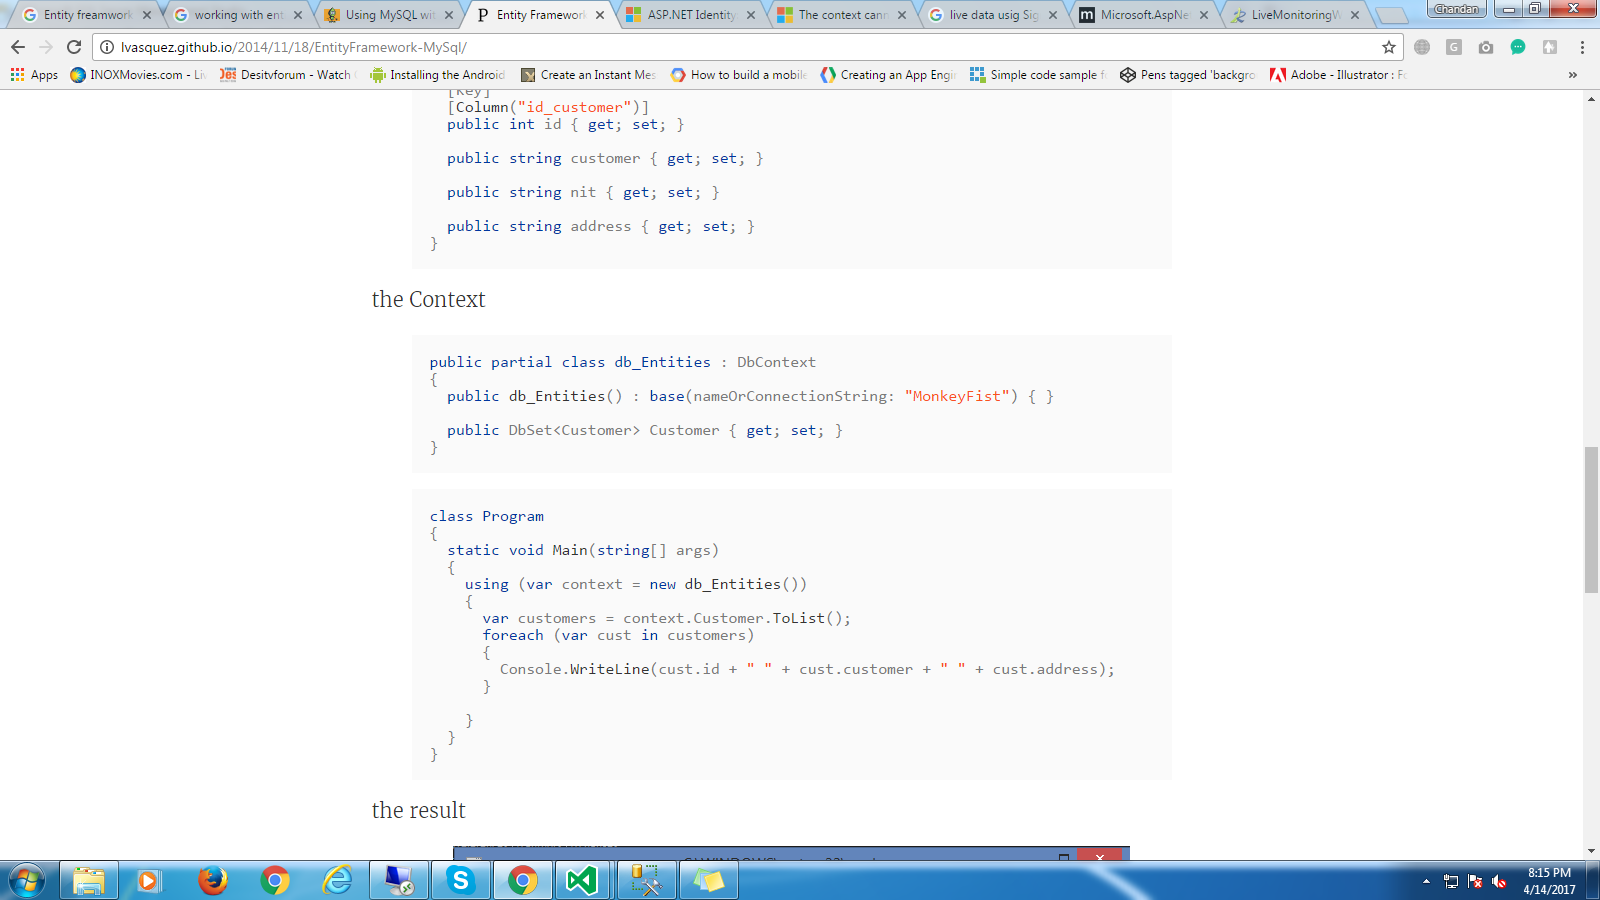 Entity freamwork
working with ent
Using MySQL wit
Entity Framework
ASP.NET Identity
The context cann
live data usig Sig
Microsoft.AspNe
LiveMonitoringW
Chandan
lvasquez.github.io/2014/11/18/EntityFramework-MySql/
Apps
INOXMovies.com - Liv
Desitvforum - Watch
Installing the Android
Create an Instant Mes
How to build a mobile
Creating an App Engi
Simple code sample f
Pens tagged 'backgro
Adobe - Illustrator : Fo
»
[Key]
[Column("id_customer")]
public int id { get; set; }
public string customer { get; set; }
public string nit { get; set; }
public string address { get; set; }
}
the Context
public partial class db_Entities : DbContext
{
public db_Entities() : base(nameOrConnectionString: "MonkeyFist") { }
public DbSet<Customer> Customer { get; set; }
}
class Program
{
static void Main(string[] args)
{
using (var context = new db_Entities())
{
var customers = context.Customer.ToList();
foreach (var cust in customers)
{
Console.WriteLine(cust.id + " " + cust.customer + " " + cust.address);
}
}
}
}
the result
8:15 PM
4/14/2017